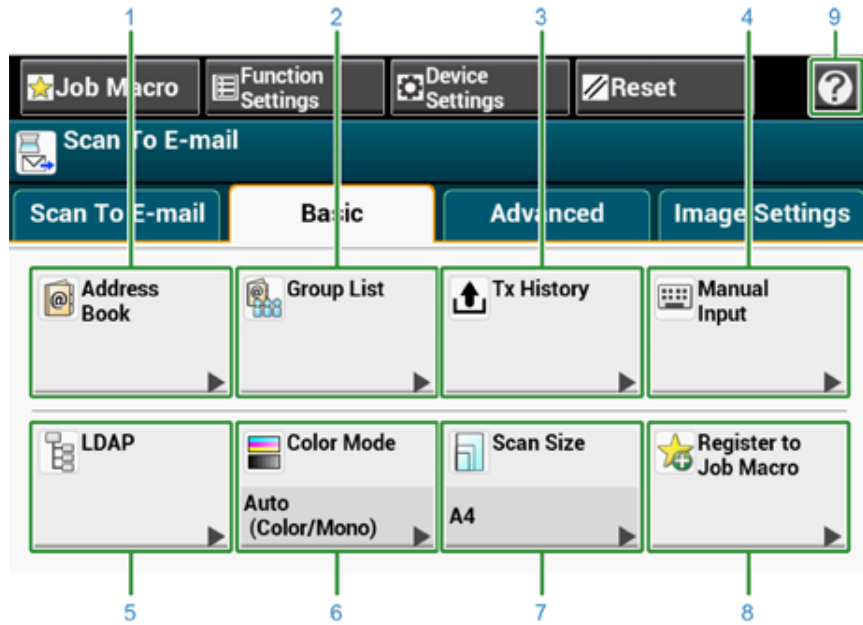 1 2 3 4 9
Job Macro
Function
Settings
Device
Settings
Reset
?
Scan To E-mail
Scan To E-mail
Basic
Advanced
Image Settings
Address
Book
Group List
Tx History
Manual
Input
LDAP
Color Mode
Auto
(Color/Mono)
Scan Size
A4
Register to
Job Macro
5 6 7 8